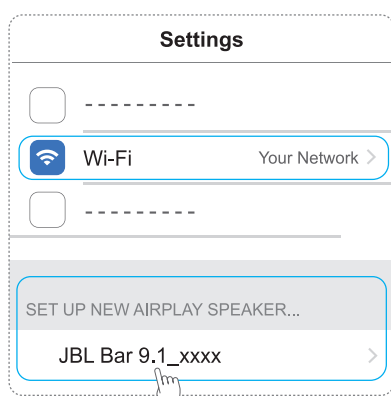 Settings
---------
Wi-Fi Your Network >
---------
SET UP NEW AIRPLAY SPEAKER...
JBL Bar 9.1_xxxx >